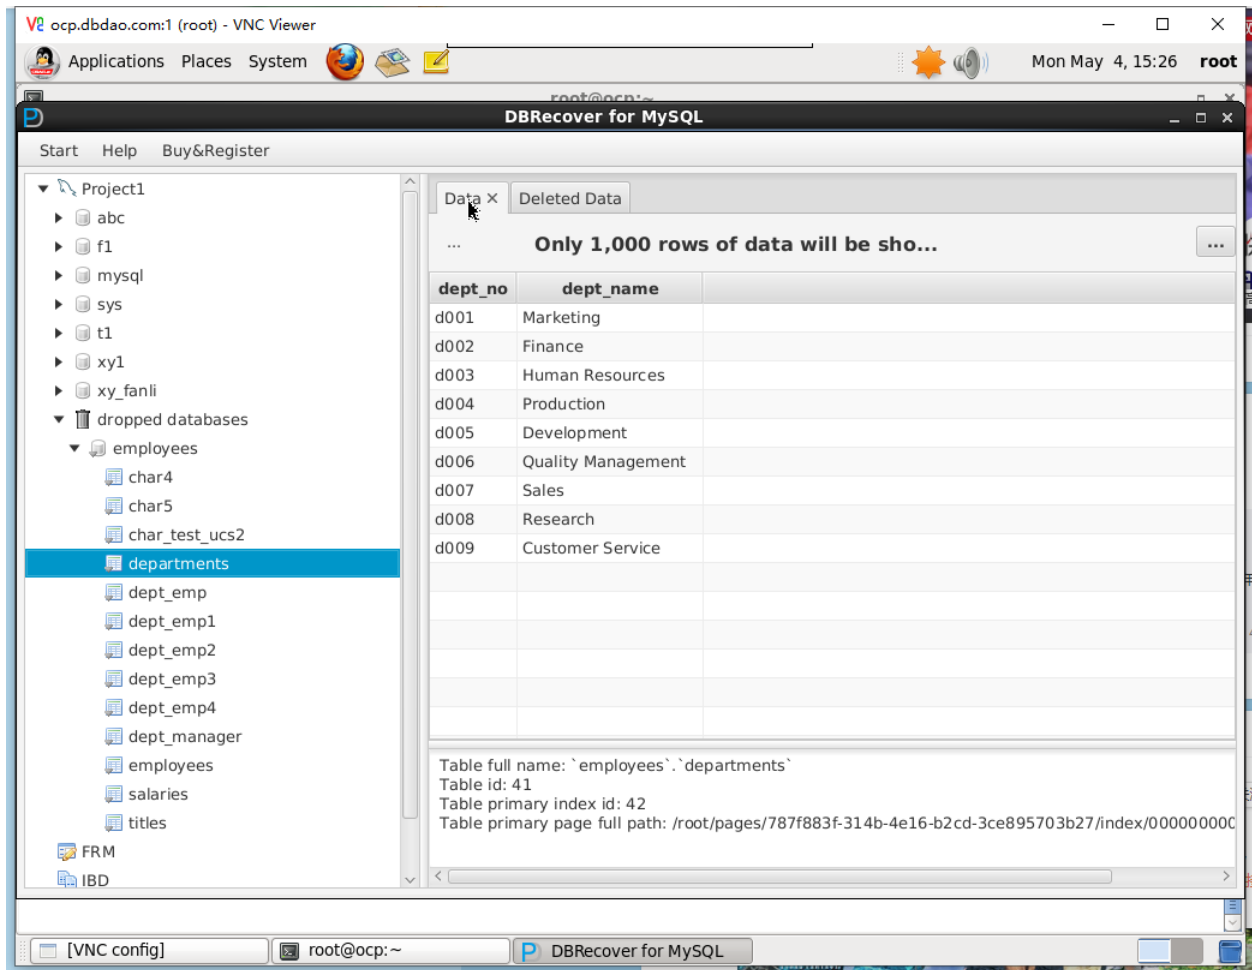 ocp.dbdao.com:1 (root) - VNC Viewer
Applications Places System Mon May 4, 15:26 root
root@ocp:~
DBRecover for MySQL
Start Help Buy&Register
Project1
abc
f1
mysql
sys
t1
xy1
xy_fanli
dropped databases
employees
char4
char5
char_test_ucs2
departments
dept_emp
dept_emp1
dept_emp2
dept_emp3
dept_emp4
dept_manager
employees
salaries
titles
FRM
IBD
Data Deleted Data
... Only 1,000 rows of data will be sho... ...
dept_no dept_name
d001 Marketing
d002 Finance
d003 Human Resources
d004 Production
d005 Development
d006 Quality Management
d007 Sales
d008 Research
d009 Customer Service
Table full name: `employees`.`departments`
Table id: 41
Table primary index id: 42
Table primary page full path: /root/pages/787f883f-314b-4e16-b2cd-3ce895703b27/index/000000000
[VNC config] root@ocp:~ DBRecover for MySQL